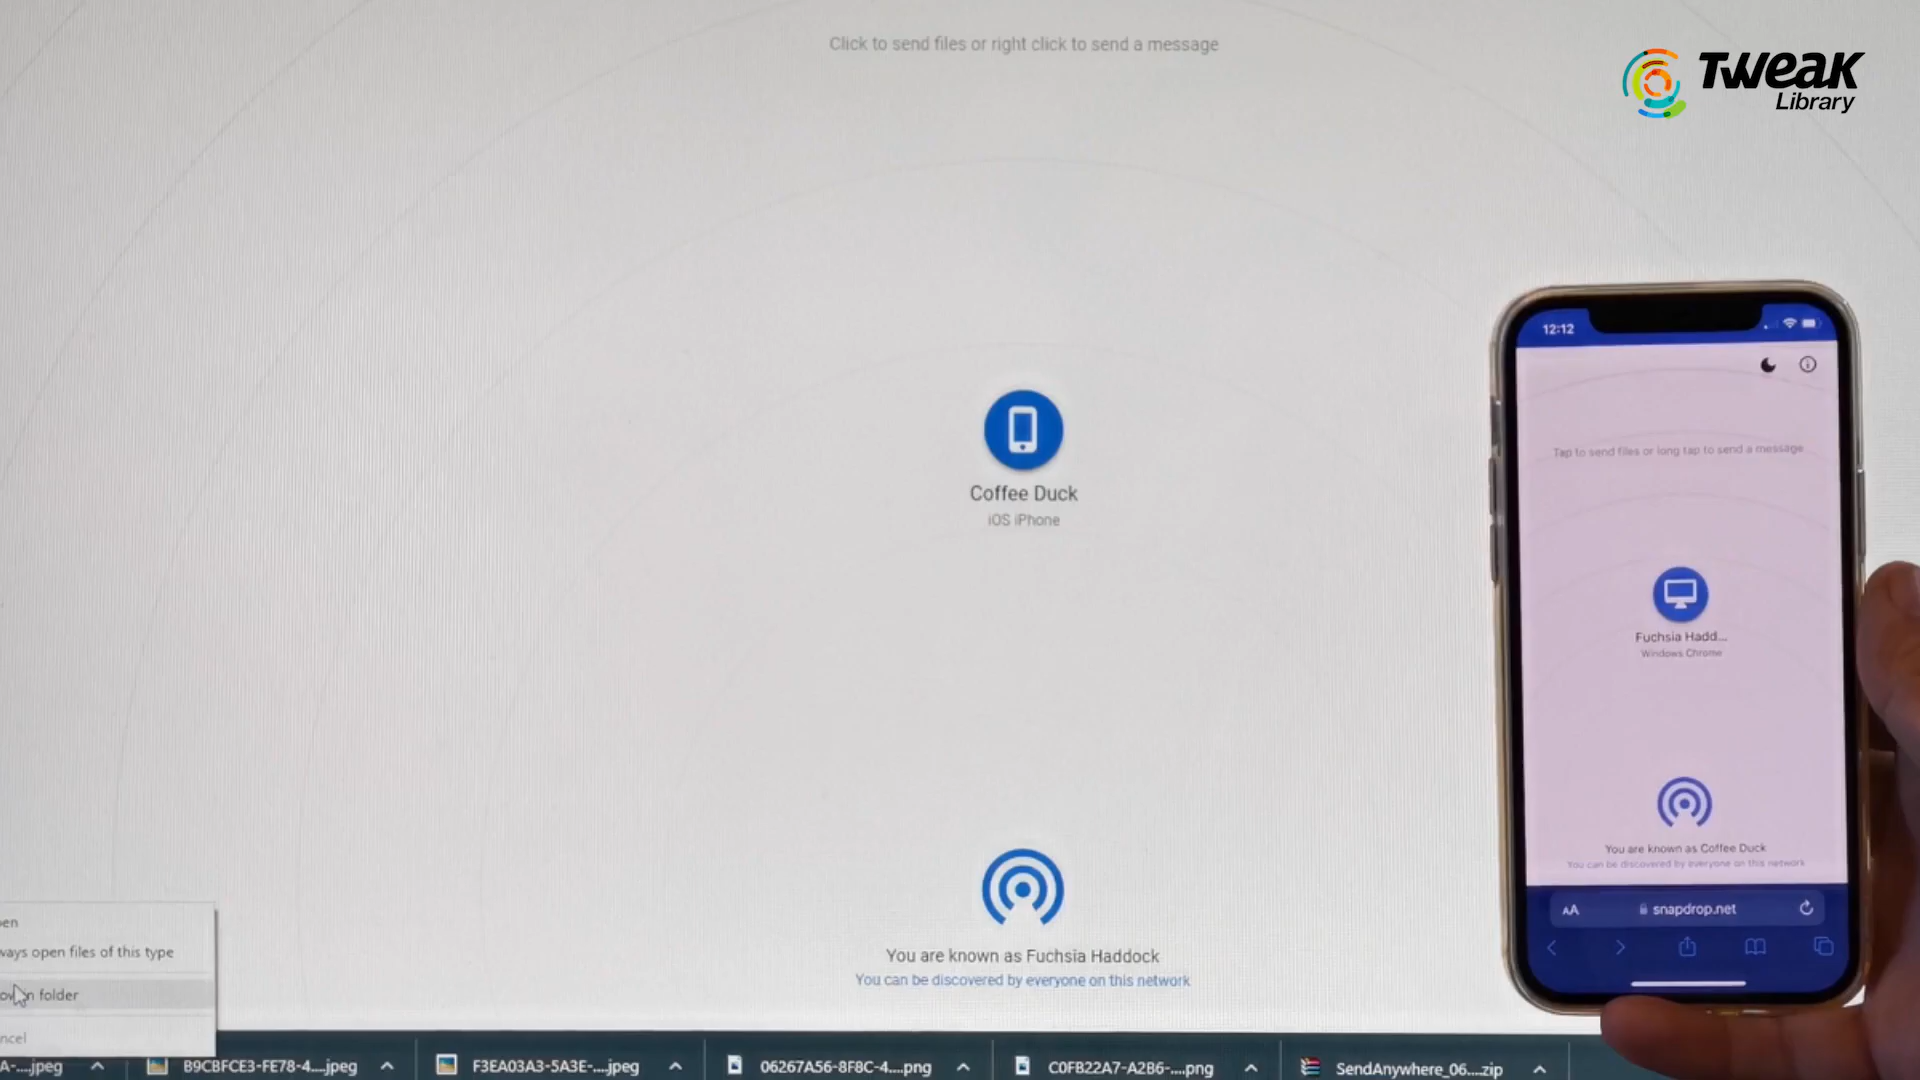 Click to send files or right click to send a message
TWEAK
Library
12:12
Tap to send files or long tap to send a message
Coffee Duck
iOS iPhone
Fuchsia Hadd...
Windows Chrome
You are known as Coffee Duck
You can be discovered by everyone on this network
AA
snapdrop.net
You are known as Fuchsia Haddock
You can be discovered by everyone on this network
open files of this type
folder
B9CBFCE3-FE78-4....jpeg
F3EA03A3-5A3E-....jpeg
06267A56-8F8C-4....png
C0FB22A7-A2B6-....png
SendAnywhere_06....zip